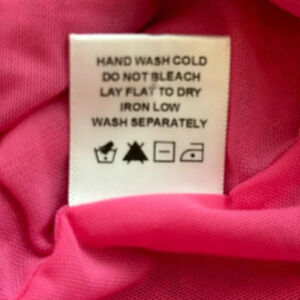 HAND WASH COLD
DO NOT BLEACH
LAY FLAT TO DRY
IRON LOW
WASH SEPARATELY